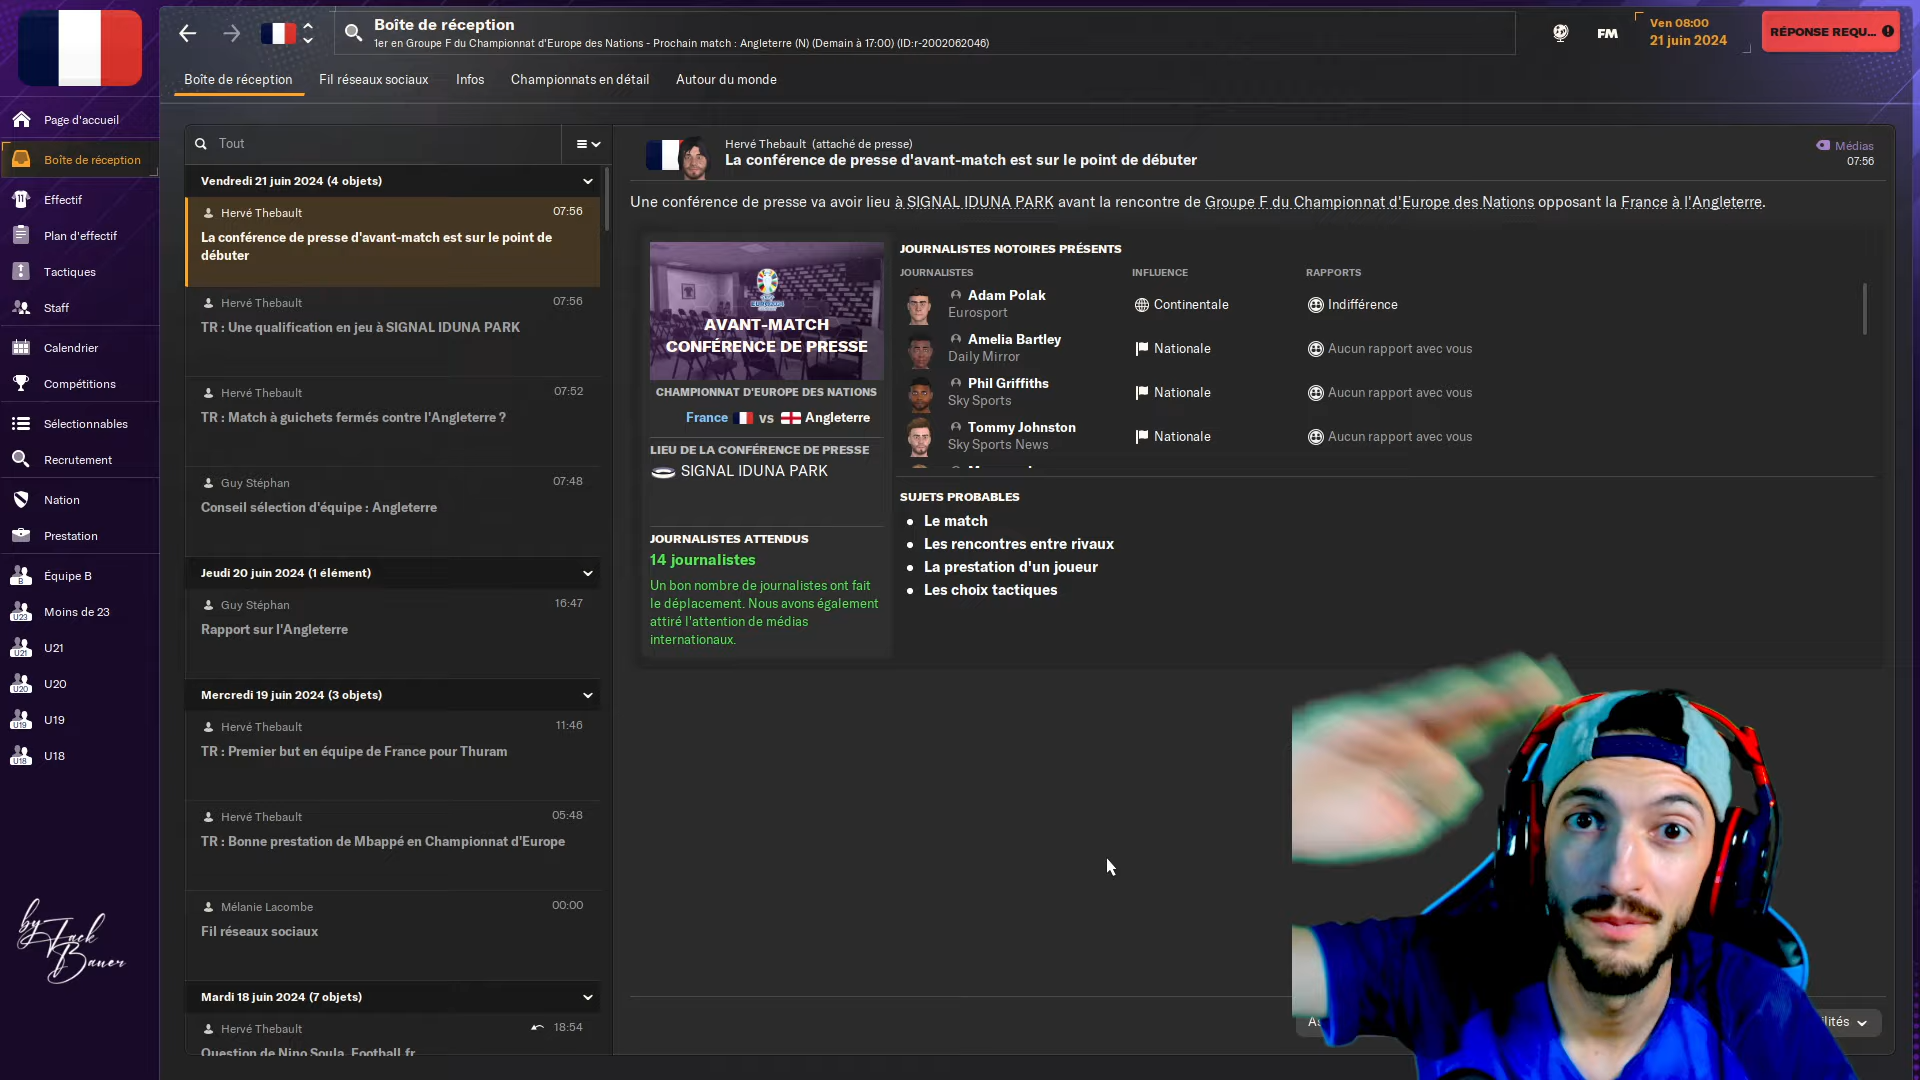 Boîte de réception
1er en Groupe F du Championnat d'Europe des Nations - Prochain match : Angleterre (N) (Demain à 17:00) (ID:r-2002062046)
FM
Ven 08:00
21 juin 2024
RÉPONSE REQU...
Boîte de réception
Fil réseaux sociaux
Infos
Championnats en détail
Autour du monde
Page d'accueil
Boîte de réception
Effectif
Plan d'effectif
Tactiques
Staff
Calendrier
Compétitions
Sélectionnables
Recrutement
Nation
Prestation
B
Équipe B
U23
Moins de 23
U21
U21
U20
U20
U19
U19
U18
U18
by Jack Bauer
Tout
Vendredi 21 juin 2024 (4 objets)
Hervé Thebault 07:56
La conférence de presse d'avant-match est sur le point de
débuter
Hervé Thebault 07:56
TR : Une qualification en jeu à SIGNAL IDUNA PARK
Hervé Thebault 07:52
TR : Match à guichets fermés contre l'Angleterre ?
Guy Stéphan 07:48
Conseil sélection d'équipe : Angleterre
Jeudi 20 juin 2024 (1 élément)
Guy Stéphan 16:47
Rapport sur l'Angleterre
Mercredi 19 juin 2024 (3 objets)
Hervé Thebault 11:46
TR : Premier but en équipe de France pour Thuram
Hervé Thebault 05:48
TR : Bonne prestation de Mbappé en Championnat d'Europe
Mélanie Lacombe 00:00
Fil réseaux sociaux
Mardi 18 juin 2024 (7 objets)
Hervé Thebault 18:54
Question de Nino Soula, Football.fr
Hervé Thebault (attaché de presse)
La conférence de presse d'avant-match est sur le point de débuter
Médias
07:56
Une conférence de presse va avoir lieu à SIGNAL IDUNA PARK avant la rencontre de Groupe F du Championnat d'Europe des Nations opposant la France à l'Angleterre.
AVANT-MATCH
CONFÉRENCE DE PRESSE
CHAMPIONNAT D'EUROPE DES NATIONS
France vs Angleterre
LIEU DE LA CONFÉRENCE DE PRESSE
SIGNAL IDUNA PARK
JOURNALISTES ATTENDUS
14 journalistes
Un bon nombre de journalistes ont fait
le déplacement. Nous avons également
attiré l'attention de médias
internationaux.
JOURNALISTES NOTOIRES PRÉSENTS
JOURNALISTES INFLUENCE RAPPORTS
Adam Polak
Eurosport
Continentale
Indifférence
Amelia Bartley
Daily Mirror
Nationale
Aucun rapport avec vous
Phil Griffiths
Sky Sports
Nationale
Aucun rapport avec vous
Tommy Johnston
Sky Sports News
Nationale
Aucun rapport avec vous
SUJETS PROBABLES
• Le match
• Les rencontres entre rivaux
• La prestation d'un joueur
• Les choix tactiques